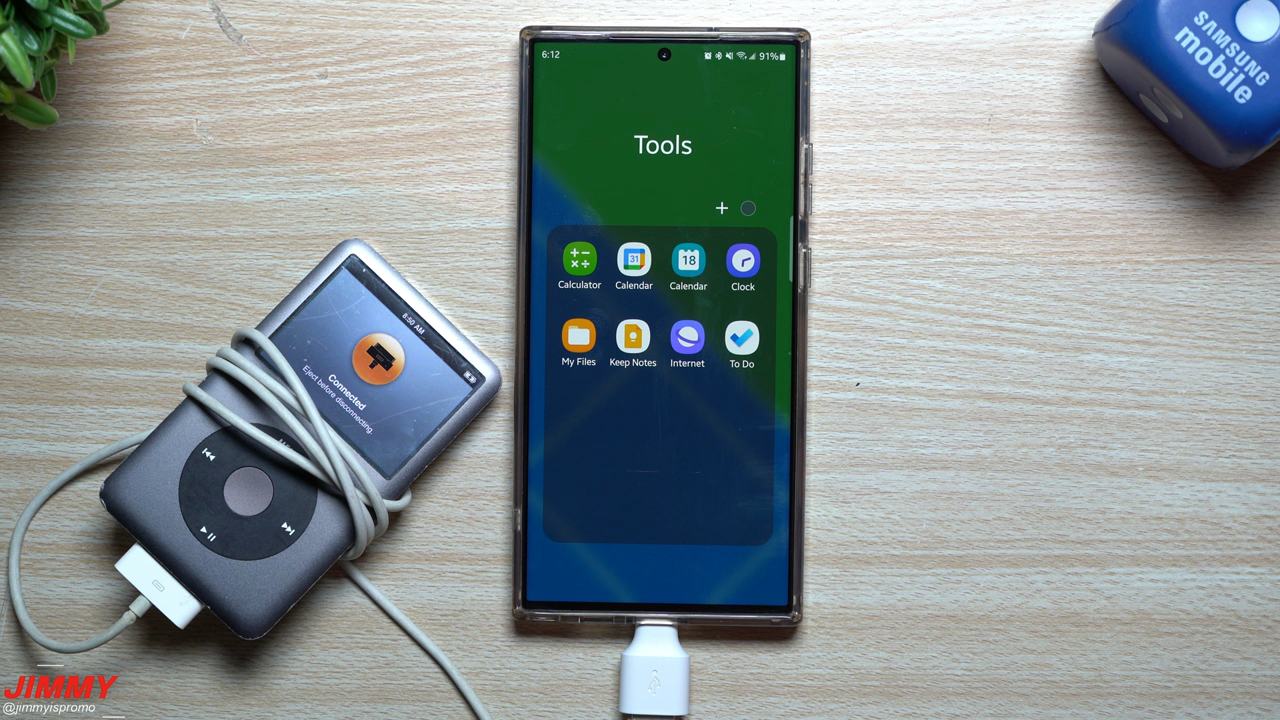 6:12
91%
Tools
Calculator
31
Calendar
18
Calendar
Clock
My Files
Keep Notes
Internet
To Do
8:50 AM
Connected
Eject before disconnecting.
SAMSUNG
mobile
JIMMY
@jimmyispromo